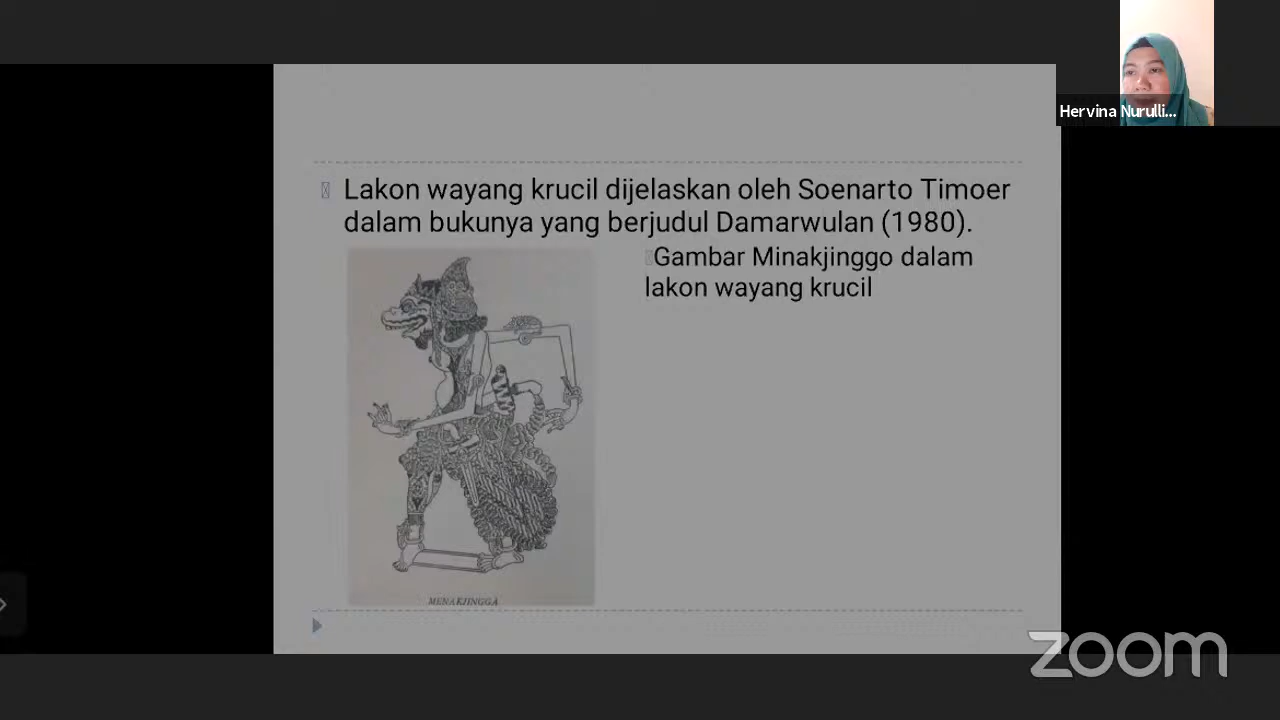 Hervina Nurulli...
Lakon wayang krucil dijelaskan oleh Soenarto Timoer
dalam bukunya yang berjudul Damarwulan (1980).
Gambar Minakjinggo dalam
lakon wayang krucil
MENAKJINGGA
zoom